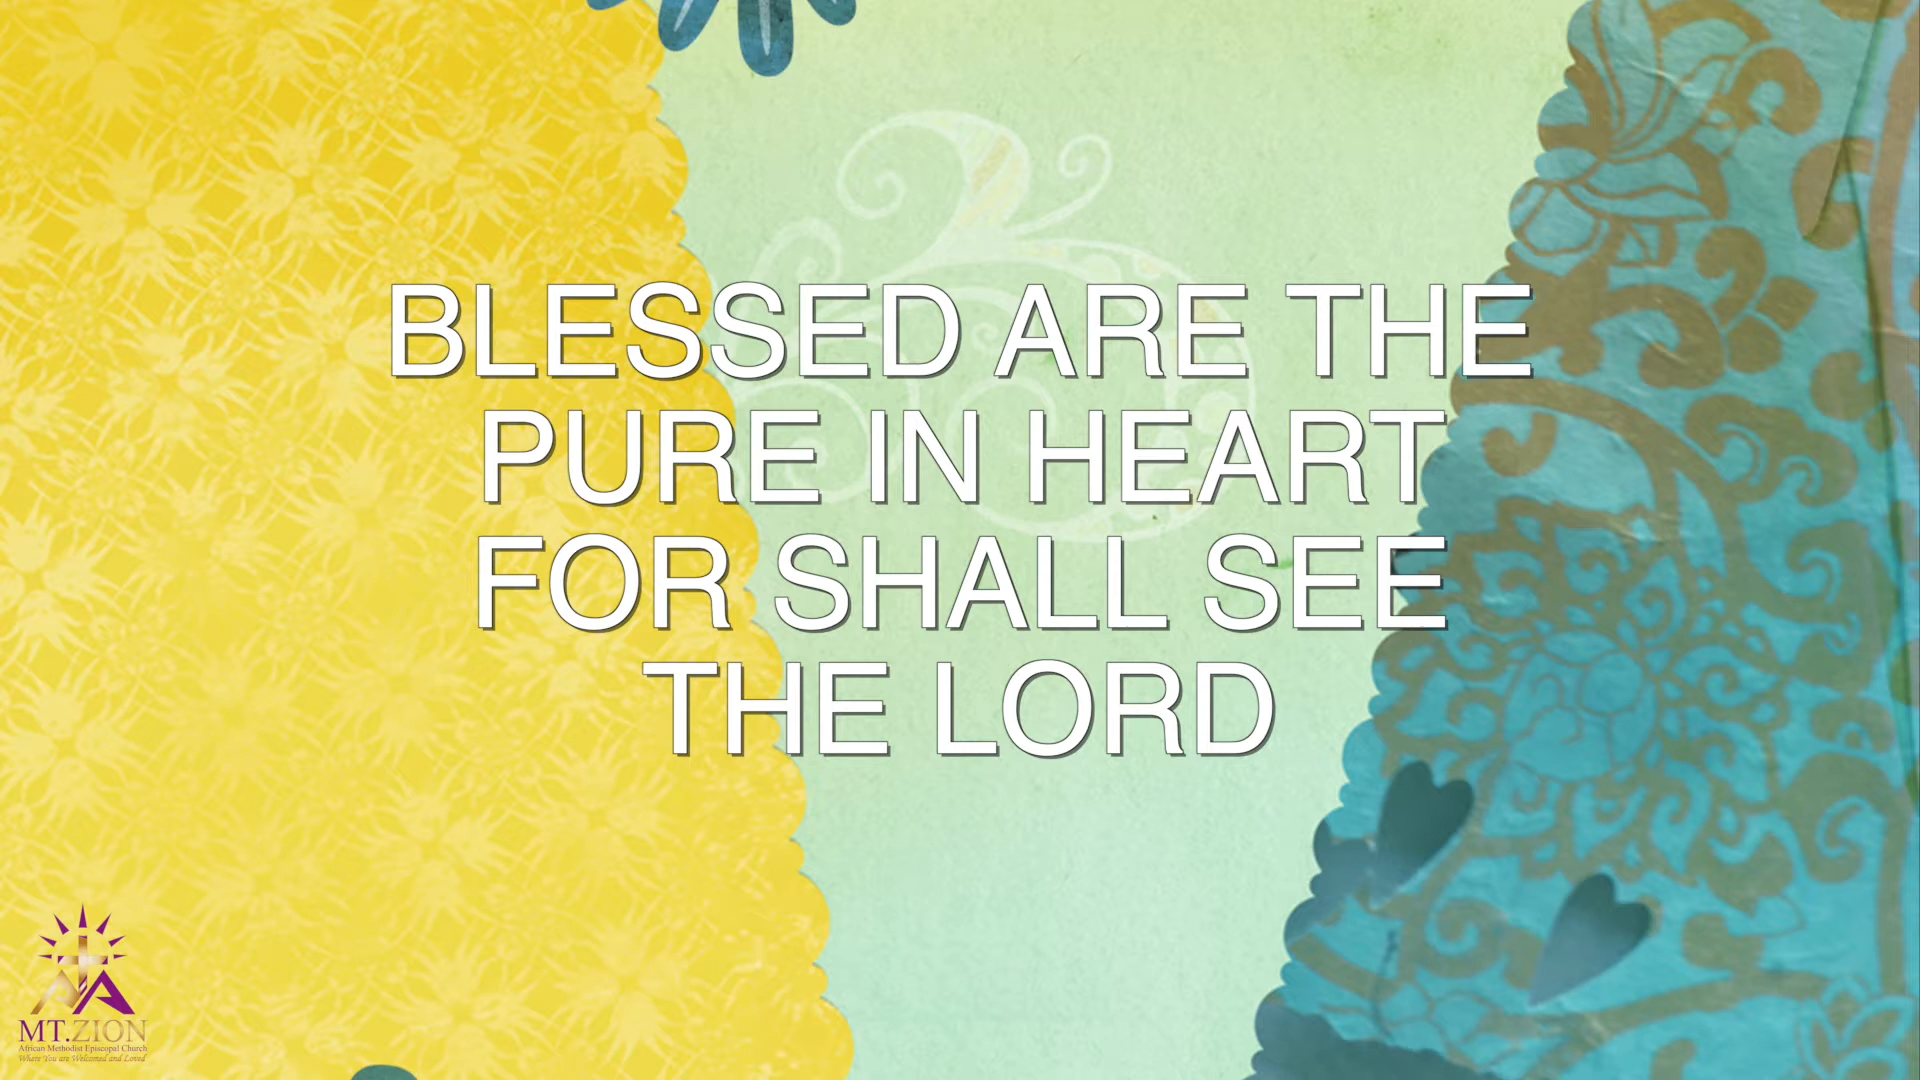 BLESSED ARE THE
PURE IN HEART
FOR SHALL SEE
THE LORD
MT.ZION
African Methodist Episcopal Church
Where You are Welcomed and Loved